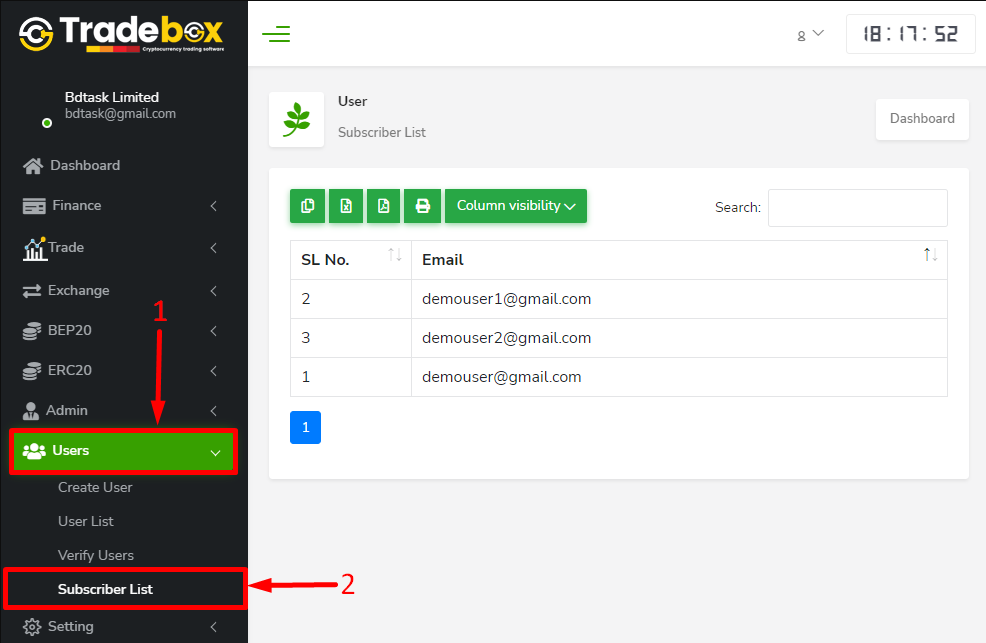 Tradebox
Cryptocurrency trading software
18:17:52
Bdtask Limited
bdtask@gmail.com
Dashboard
Finance
Trade
Exchange
BEP20
ERC20
Admin
1
Users
Create User
User List
Verify Users
Subscriber List
2
Setting
User
Subscriber List
Dashboard
Column visibility
Search:
SL No. Email
2 demouser1@gmail.com
3 demouser2@gmail.com
1 demouser@gmail.com
1